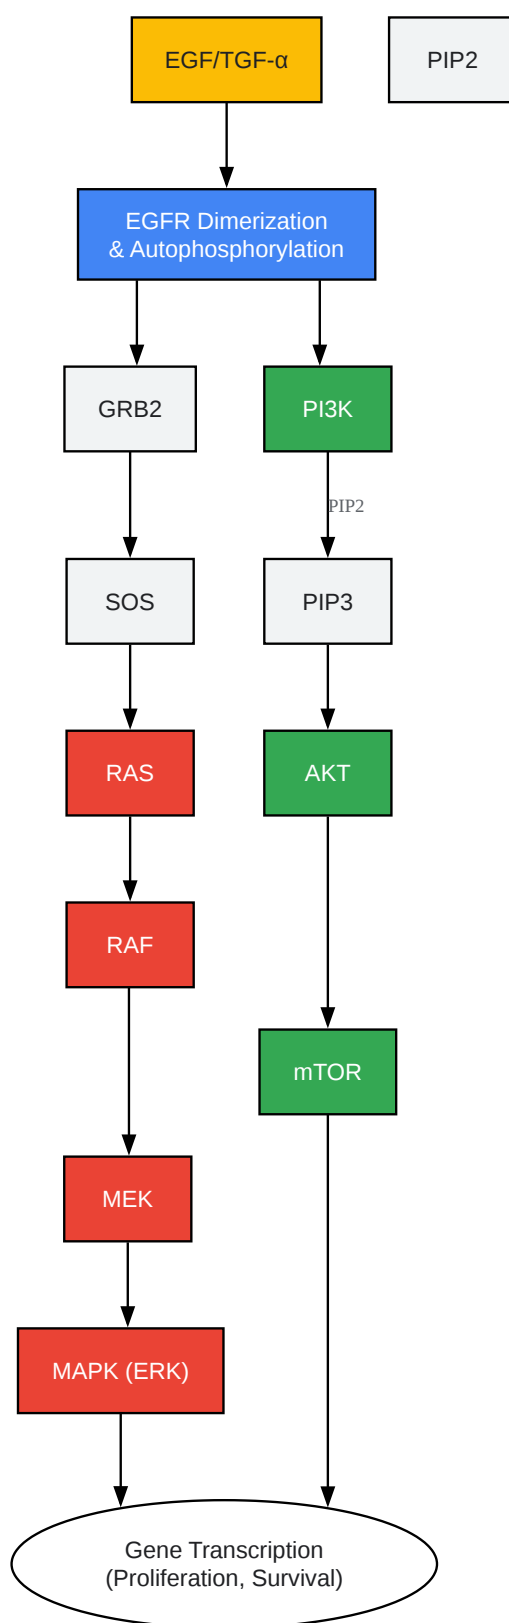 EGF/TGF-α
PIP2
EGFR Dimerization
& Autophosphorylation
GRB2
PI3K
PIP2
SOS
PIP3
RAS
AKT
RAF
mTOR
MEK
MAPK (ERK)
Gene Transcription
(Proliferation, Survival)